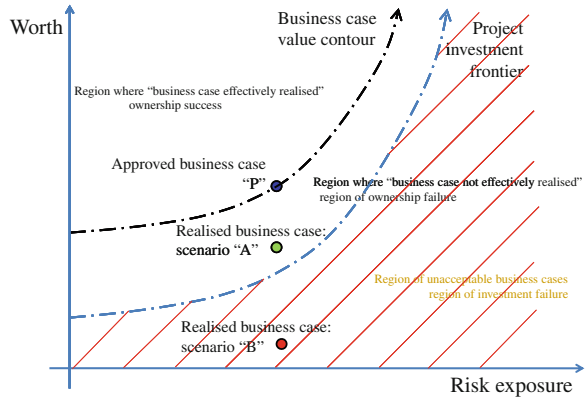 Worth
Business case
value contour
Project
investment
frontier
Region where “business case effectively realised”
ownership success
Approved business case
“P”
Region where “business case not effectively realised”
region of ownership failure
Realised business case:
scenario “A”
Region of unacceptable business cases
region of investment failure
Realised business case:
scenario “B”
Risk exposure